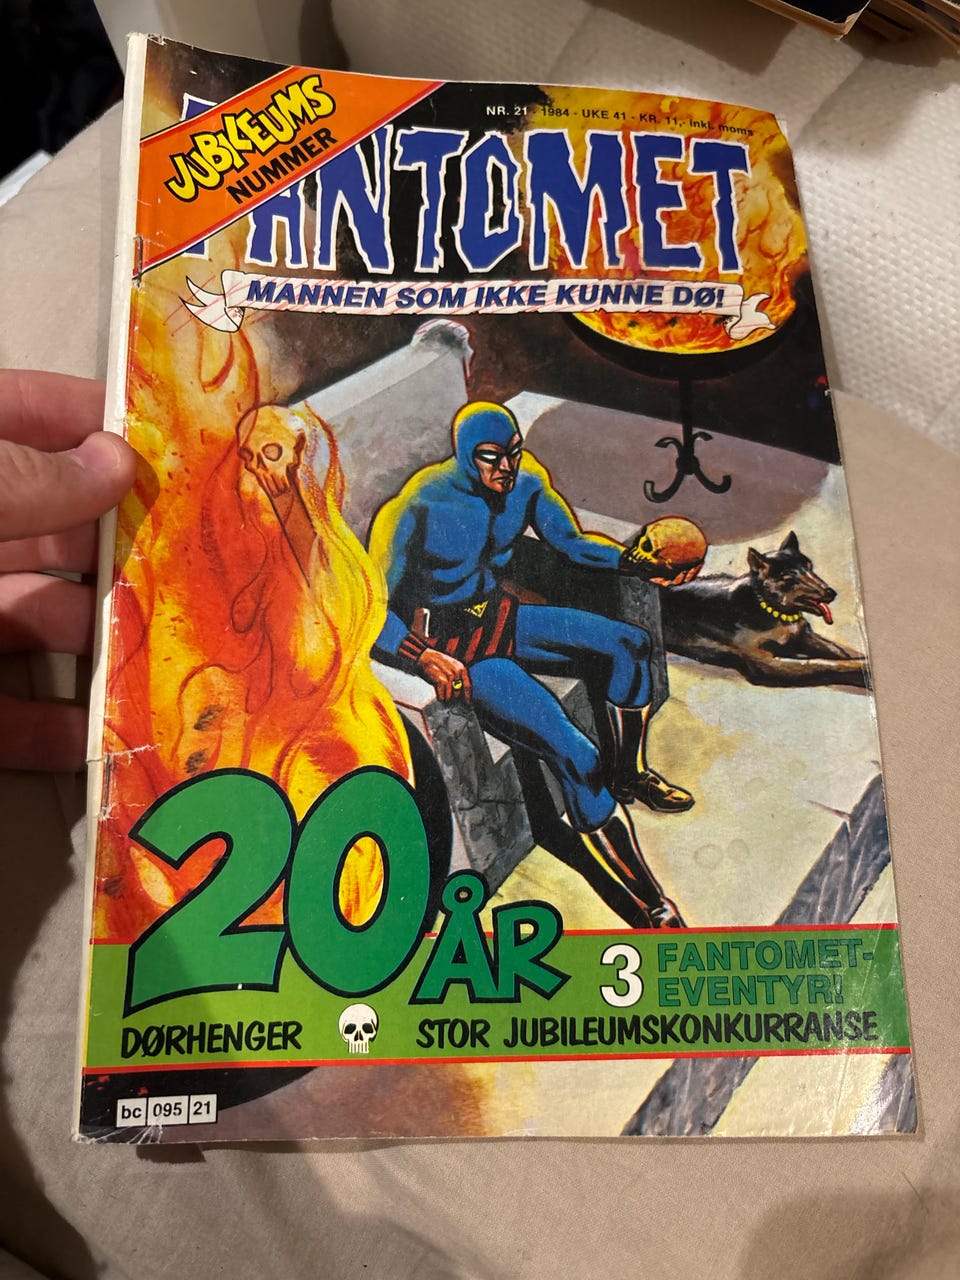 JUBILEUMS
NUMMER
NR. 21 - 1984 - UKE 41 - KR. 11,- inkl. moms
FANTOMET
MANNEN SOM IKKE KUNNE DØ!
20 ÅR
3 FANTOMET-
EVENTYR!
DØRHENGER STOR JUBILEUMSKONKURRANSE
bc 095 21